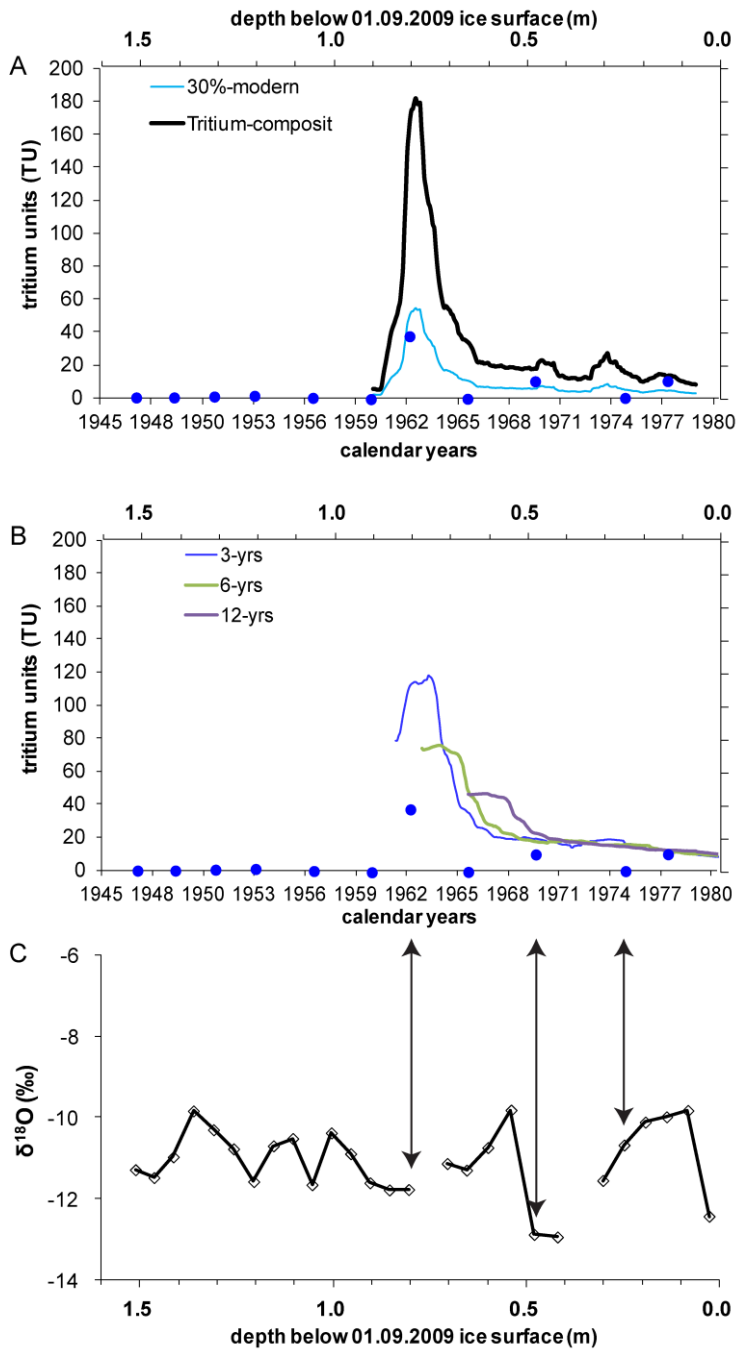 depth below 01.09.2009 ice surface (m)
1.5 1.0 0.5 0.0
A
200
180
160
140
120
100
80
60
40
20
0
tritium units (TU)
30%-modern
Tritium-composit
1945 1948 1950 1953 1956 1959 1962 1965 1968 1971 1974 1977 1980
calendar years
1.5 1.0 0.5 0.0
B
200
180
160
140
120
100
80
60
40
20
0
tritium units (TU)
3-yrs
6-yrs
12-yrs
1945 1948 1950 1953 1956 1959 1962 1965 1968 1971 1974 1977 1980
calendar years
C
-6
-8
-10
-12
-14
δ18O (‰)
1.5 1.0 0.5 0.0
depth below 01.09.2009 ice surface (m)